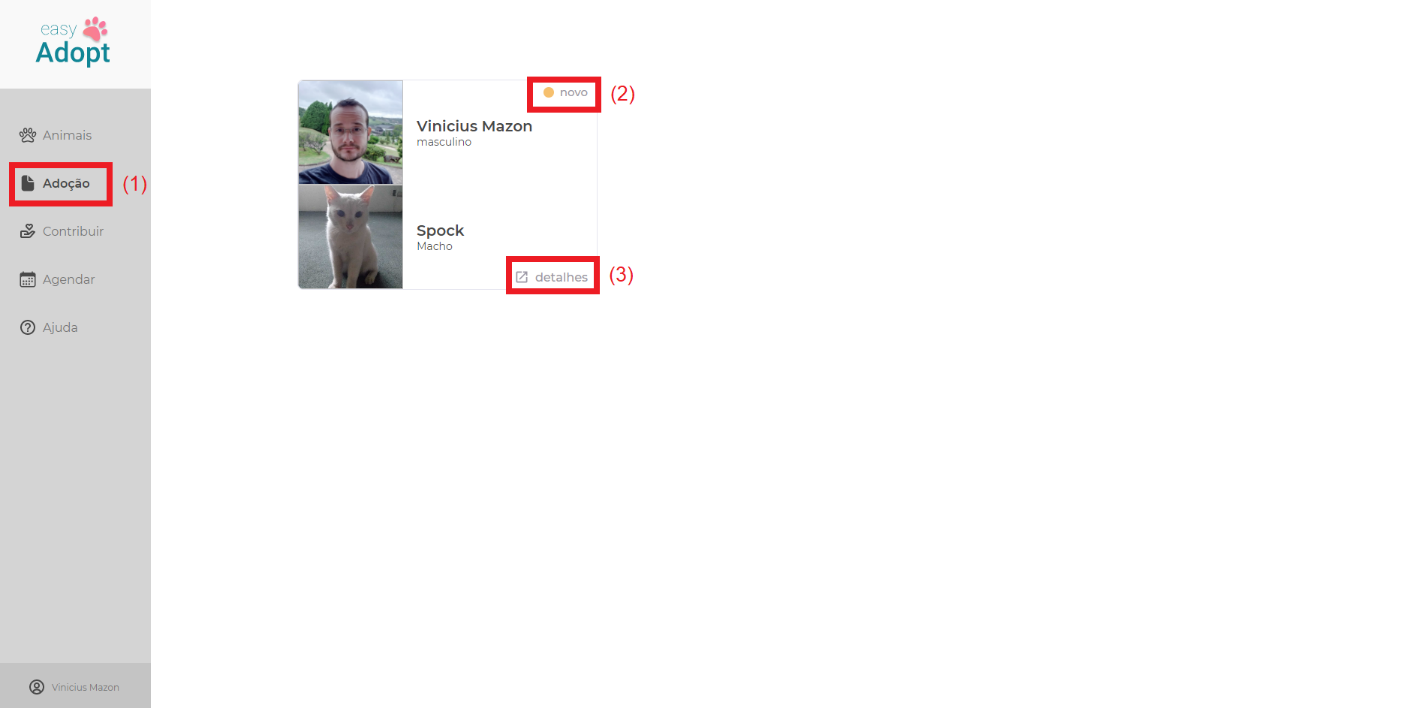 easy
Adopt
Animais
Adoção
(1)
Contribuir
Agendar
Ajuda
Vinicius Mazon
novo
(2)
Vinicius Mazon
masculino
Spock
Macho
detalhes
(3)